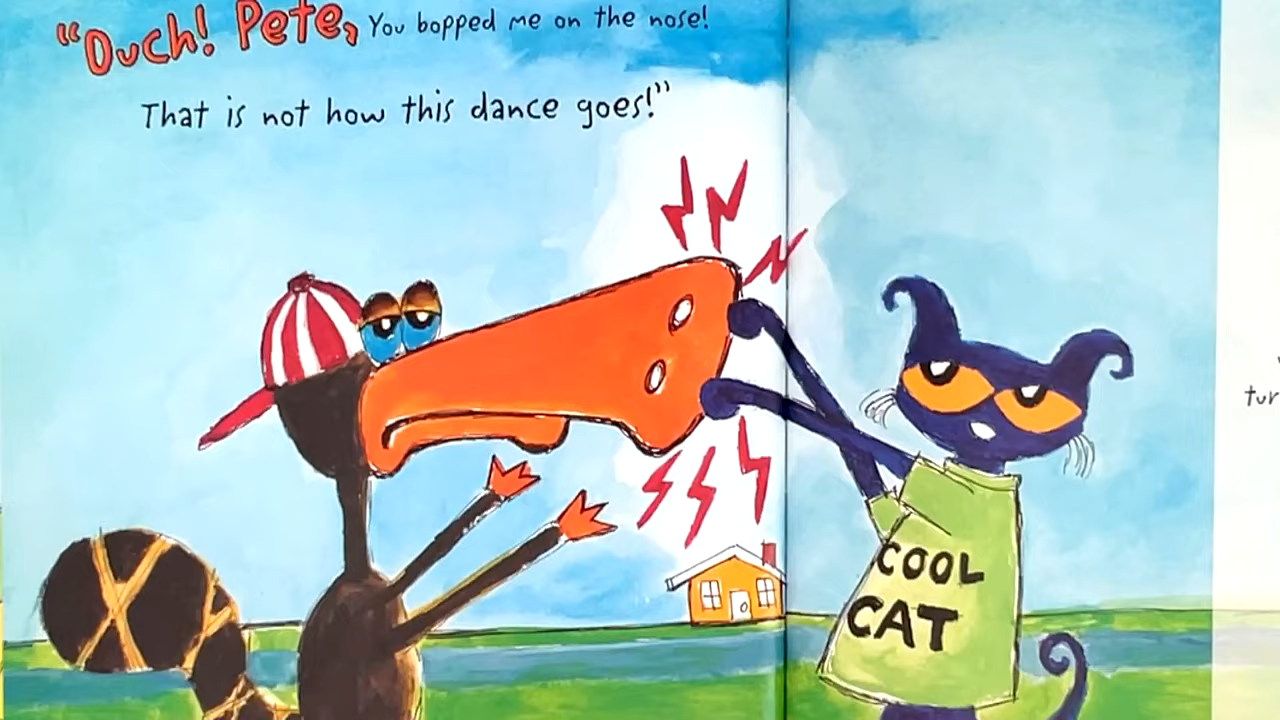 "Ouch! Pete, You bopped me on the nose!
That is not how this dance goes!"
COOL
CAT
tur